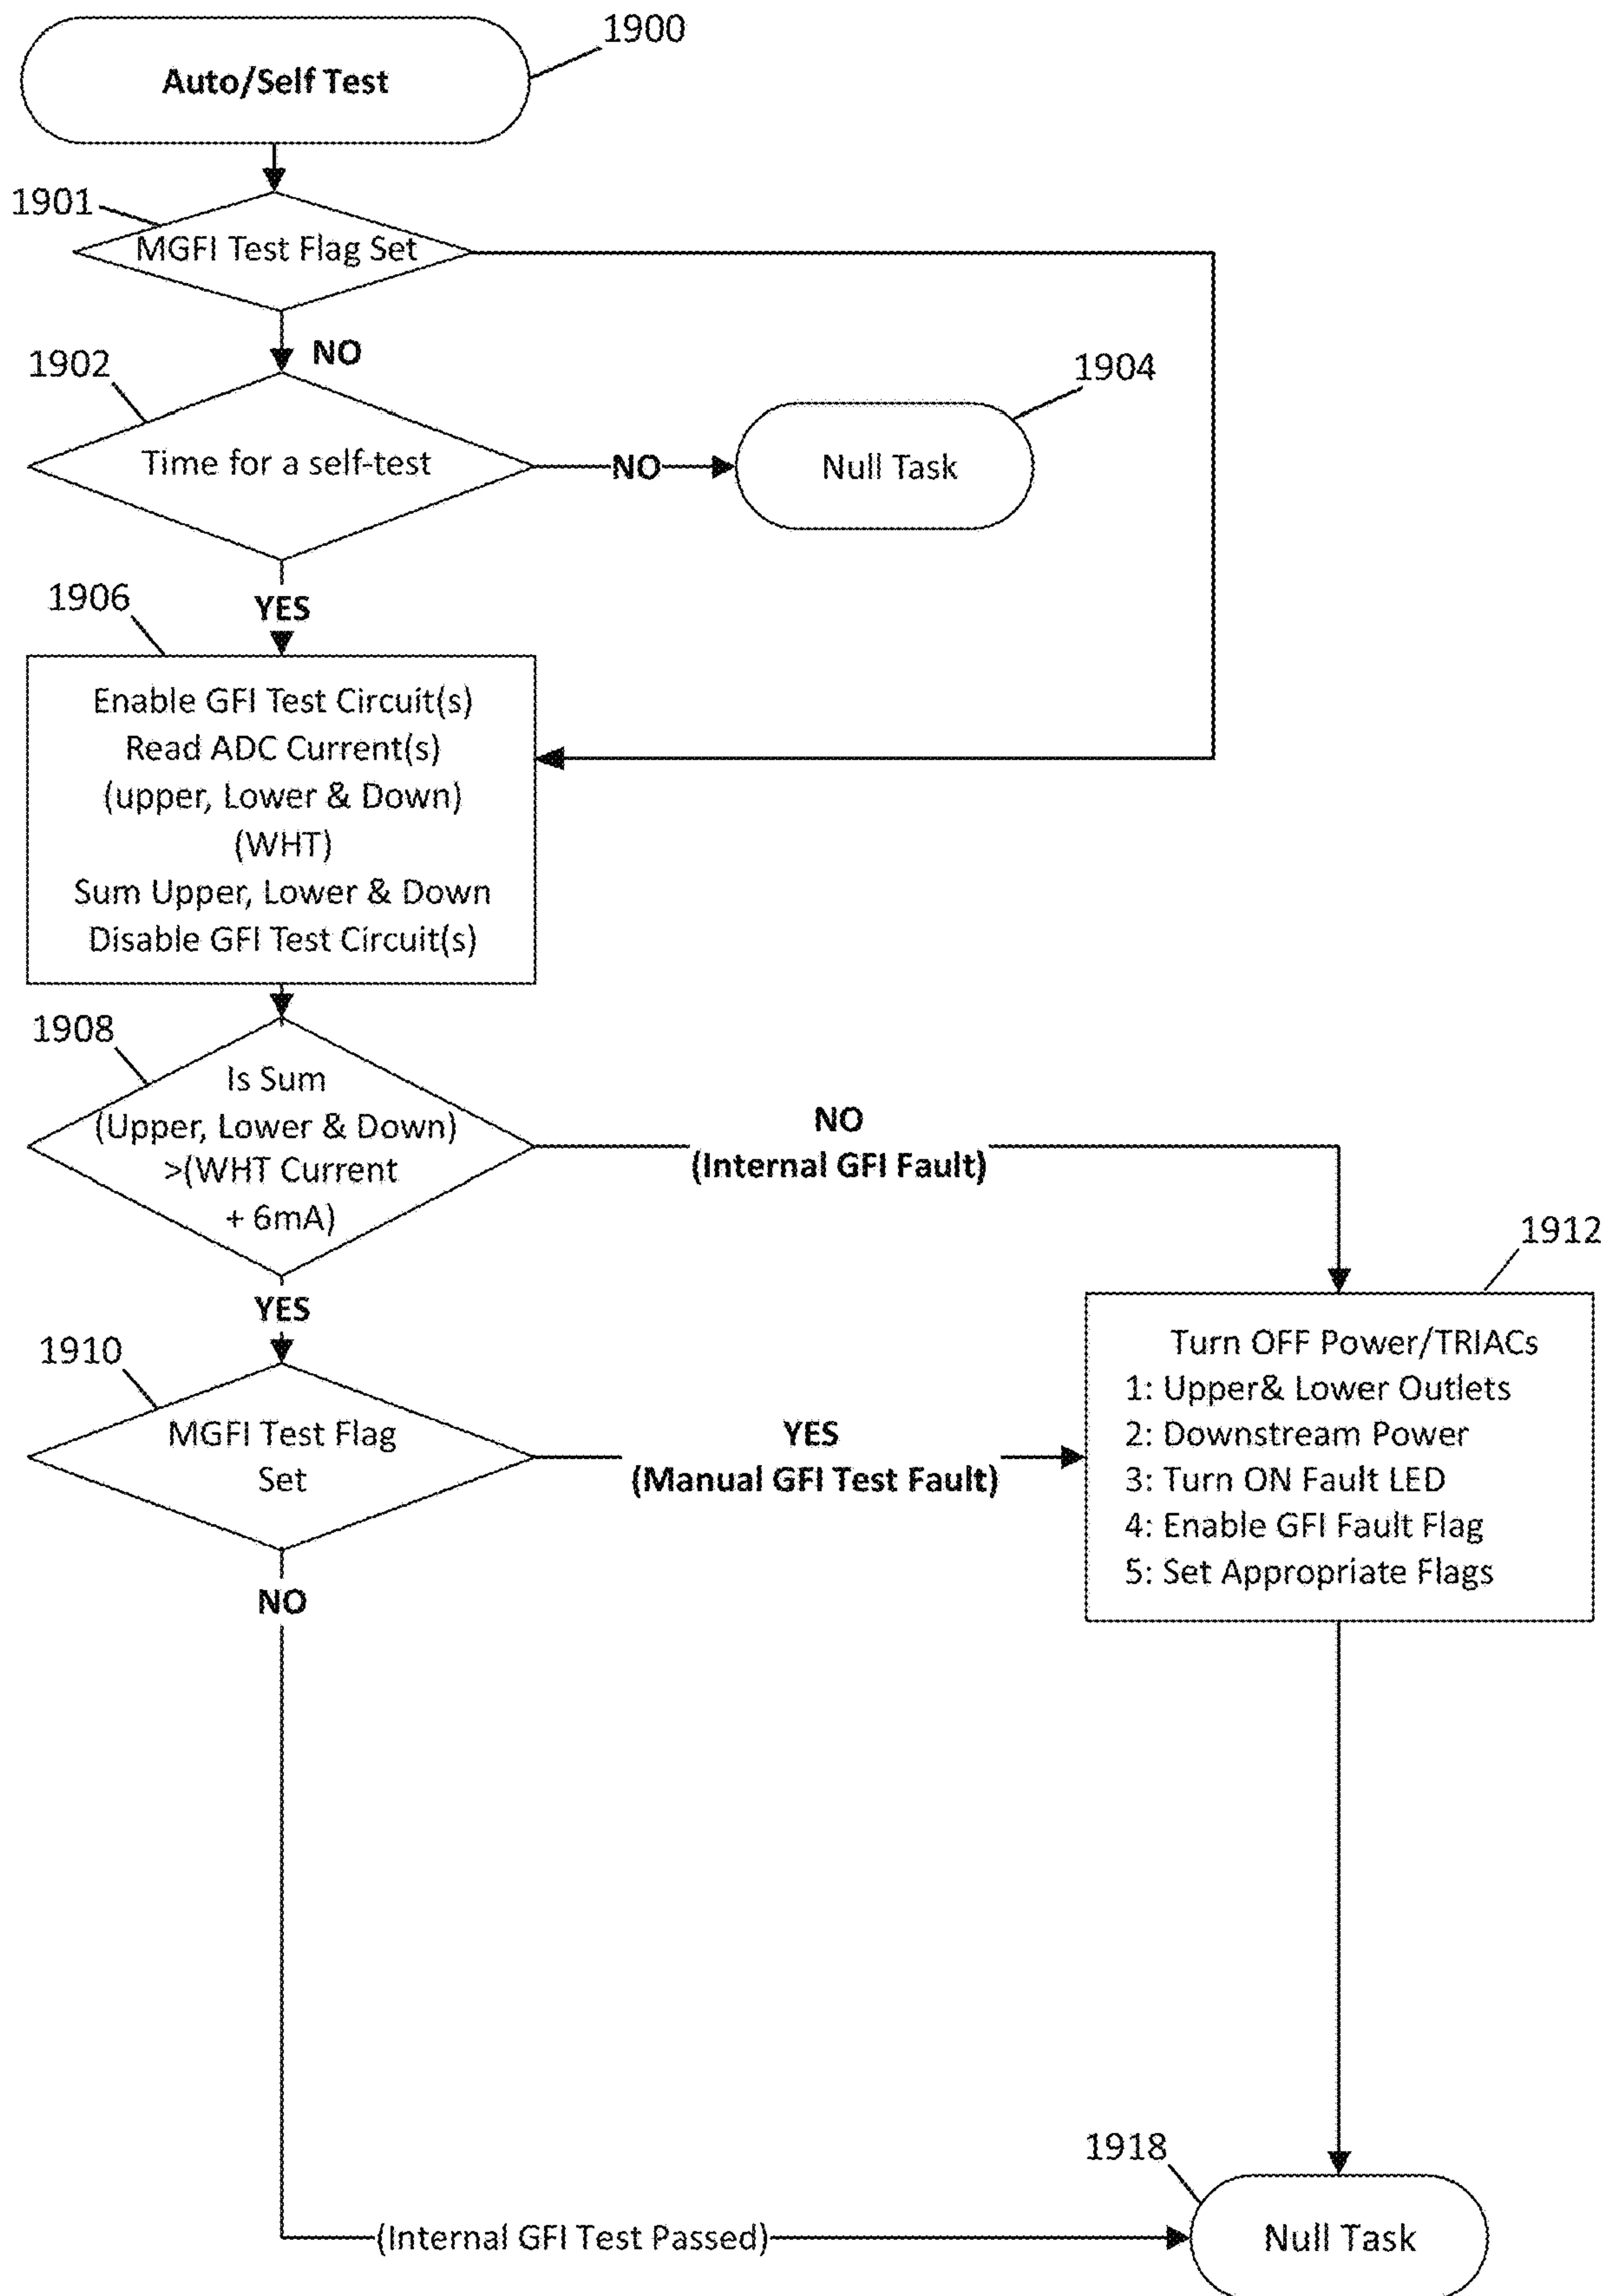 1900
Auto/Self Test
1901
MGFI Test Flag Set
NO
1902
Time for a self-test
NO
1904
Null Task
YES
1906
Enable GFI Test Circuit(s)
Read ADC Current(s)
(upper, Lower & Down)
(WHT)
Sum Upper, Lower & Down
Disable GFI Test Circuit(s)
1908
Is Sum
(Upper, Lower & Down)
>(WHT Current
+ 6mA)
NO
(Internal GFI Fault)
YES
1910
MGFI Test Flag
Set
YES
(Manual GFI Test Fault)
1912
Turn OFF Power/TRIACs
1: Upper& Lower Outlets
2: Downstream Power
3: Turn ON Fault LED
4: Enable GFI Fault Flag
5: Set Appropriate Flags
NO
(Internal GFI Test Passed)
1918
Null Task